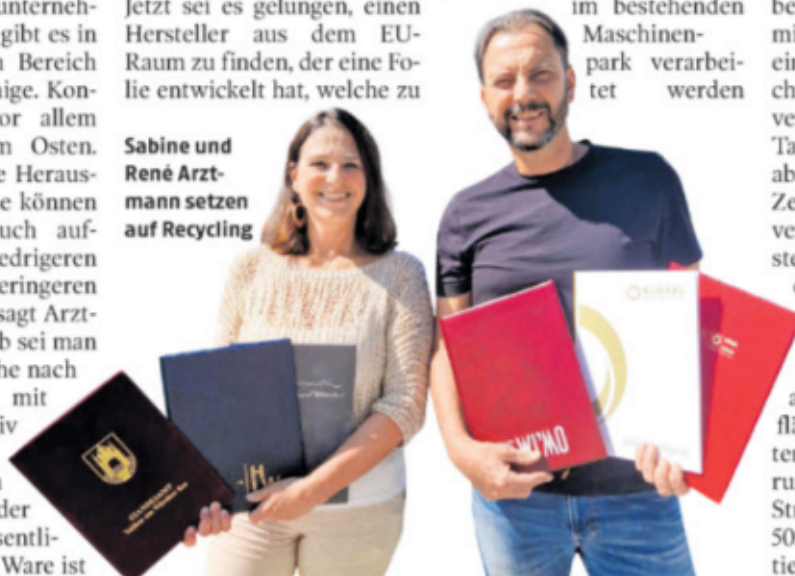 unterneh-
gibt es in
Bereich
nige. Kon-
or allem
m Osten.
e Heraus-
e können
uch auf-
edrigeren
eringeren
sagt Arzt-
b sei man
he nach
mit
iv
der
sentli-
Ware ist
Jetzt sei es gelungen, einen
Hersteller aus dem EU-
Raum zu finden, der eine Fo-
lie entwickelt hat, welche zu
Sabine und
René Arzt-
mann setzen
auf Recycling
im bestehenden
Maschinen-
park verarbei-
tet werden
be
mi
ein
ch
ve
Ta
ab
Ze
ve
ste
a
flä
ter
ru
Str
50
tie
STANDESAMT